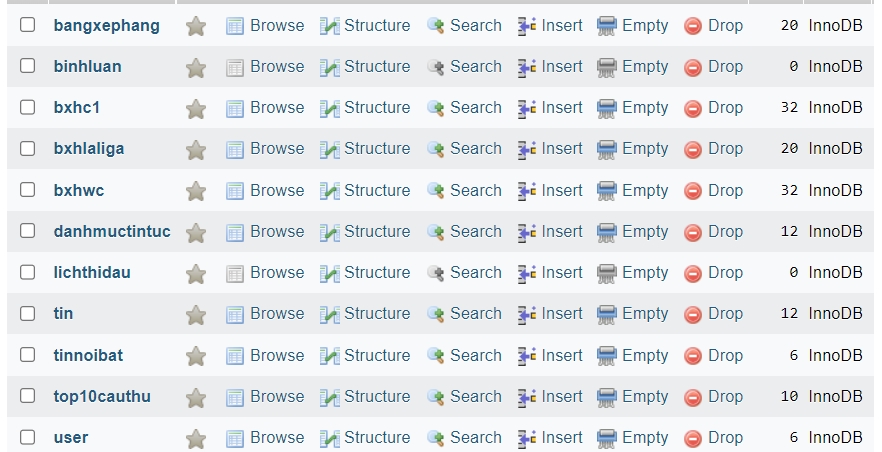 bangxephang Browse Structure Search Insert Empty Drop 20 InnoDB
binhluan Browse Structure Search Insert Empty Drop 0 InnoDB
bxhc1 Browse Structure Search Insert Empty Drop 32 InnoDB
bxhlaliga Browse Structure Search Insert Empty Drop 20 InnoDB
bxhwc Browse Structure Search Insert Empty Drop 32 InnoDB
danhmuctintuc Browse Structure Search Insert Empty Drop 12 InnoDB
lichthidau Browse Structure Search Insert Empty Drop 0 InnoDB
tin Browse Structure Search Insert Empty Drop 12 InnoDB
tinnoibat Browse Structure Search Insert Empty Drop 6 InnoDB
top10cauthu Browse Structure Search Insert Empty Drop 10 InnoDB
user Browse Structure Search Insert Empty Drop 6 InnoDB